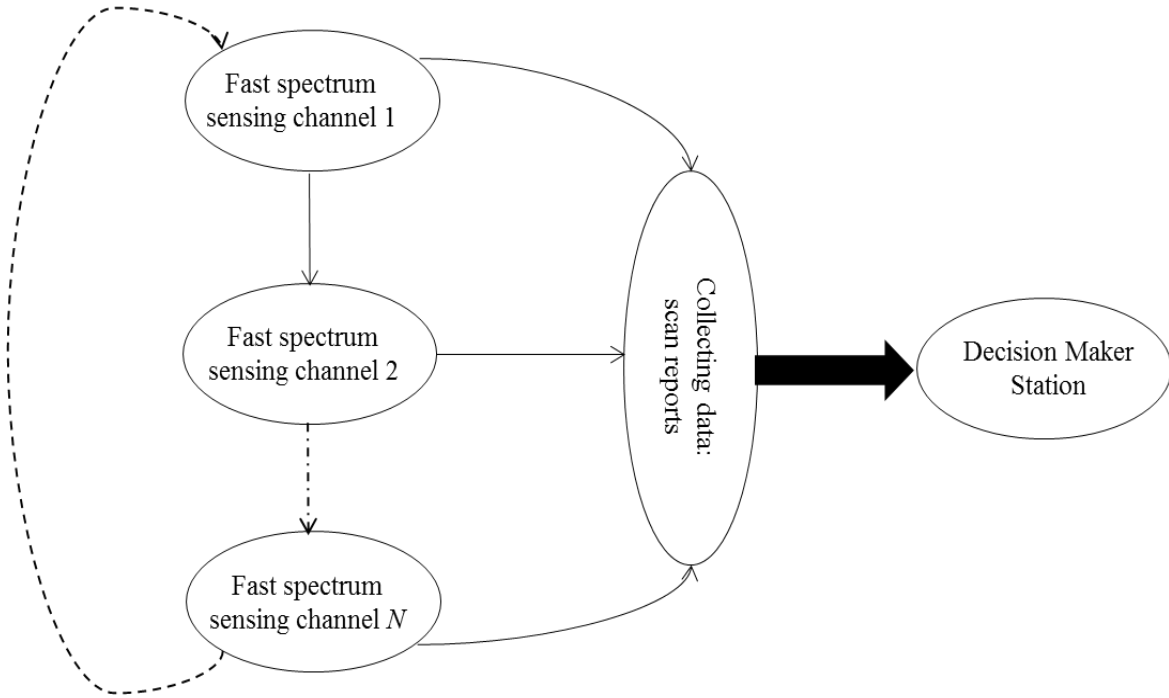 Fast spectrum
sensing channel 1
Fast spectrum
sensing channel 2
Fast spectrum
sensing channel N
Collecting data:
scan reports
Decision Maker
Station